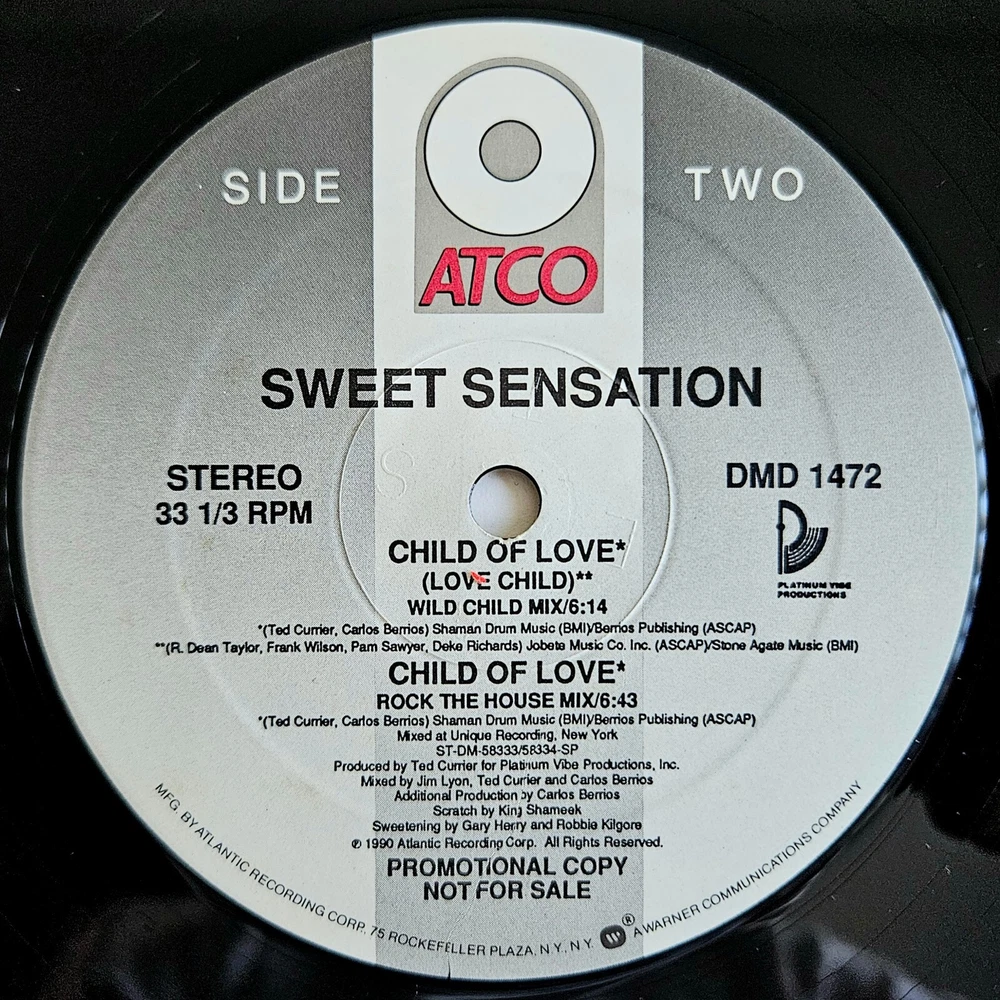 SIDE TWO
ATCO
SWEET SENSATION
STEREO DMD 1472
33 1/3 RPM
PLATINUM VIBE
PRODUCTIONS
CHILD OF LOVE*
(LOVE CHILD)**
WILD CHILD MIX/6:14
*(Ted Currier, Carlos Berrios) Shaman Drum Music (BMI)/Berrios Publishing (ASCAP)
**(R. Dean Taylor, Frank Wilson, Pam Sawyer, Deke Richards) Jobete Music Co. Inc. (ASCAP)/Stone Agate Music (BMI)
CHILD OF LOVE*
ROCK THE HOUSE MIX/6:43
*(Ted Currier, Carlos Berrios) Shaman Drum Music (BMI)/Berrios Publishing (ASCAP)
Mixed at Unique Recording, New York
ST-DM-58333/58334-SP
Produced by Ted Currier for Platinum Vibe Productions, Inc.
Mixed by Jim Lyon, Ted Currier and Carlos Berrios
Additional Production by Carlos Berrios
Scratch by King Shameek
Sweetening by Gary Henry and Robbie Kilgore
℗ 1990 Atlantic Recording Corp. All Rights Reserved.
PROMOTIONAL COPY
NOT FOR SALE
MFG. BY ATLANTIC RECORDING CORP. 75 ROCKEFELLER PLAZA, N.Y., N.Y. ® A WARNER COMMUNICATIONS COMPANY